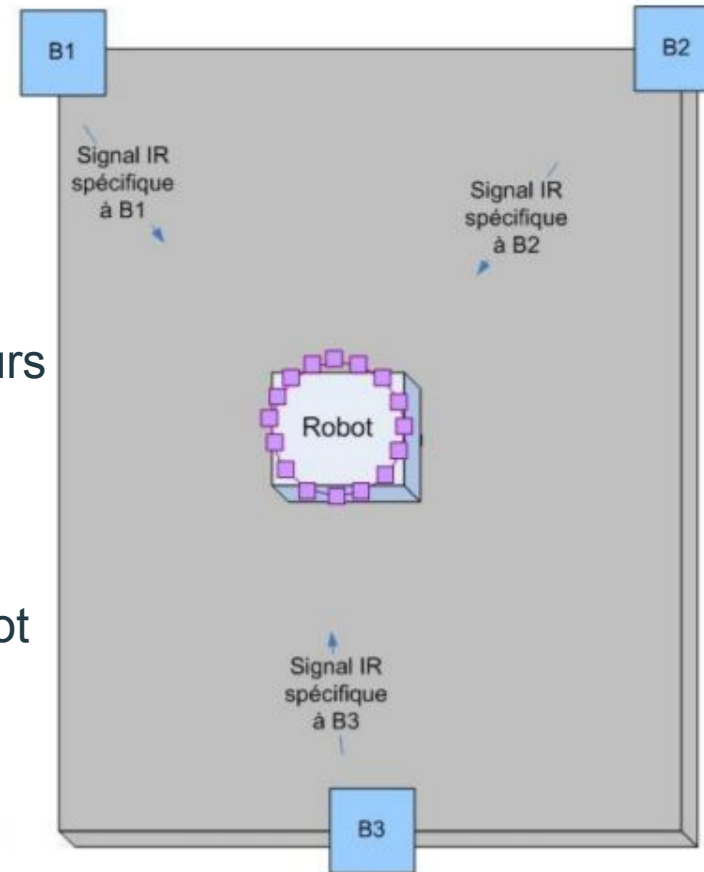 B1
B2
Signal IR
spécifique
à B1
Signal IR
spécifique
à B2
Robot
Signal IR
spécifique
à B3
B3